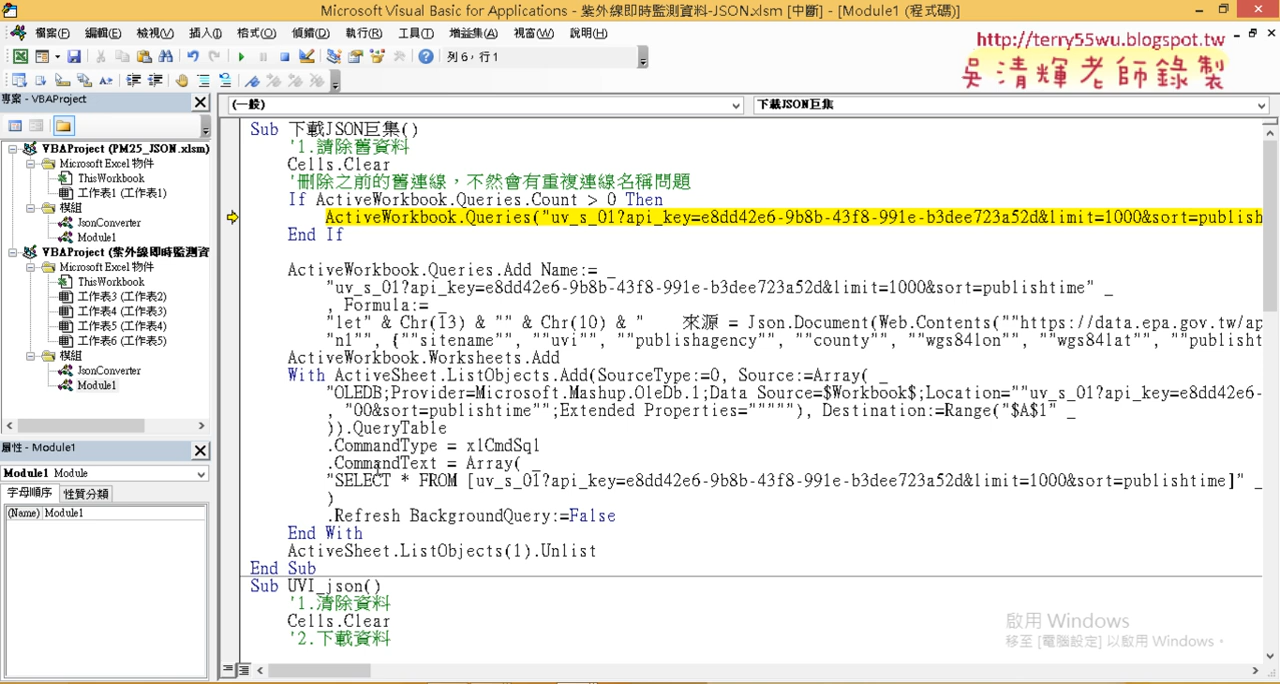 Microsoft Visual Basic for Applications - 紫外線即時監測資料-JSON.xlsm [中斷] - [Module1 (程式碼)]
檔案(F) 編輯(E) 檢視(V) 插入(I) 格式(O) 偵錯(D) 執行(R) 工具(T) 增益集(A) 視窗(W) 說明(H)
列 6，行 1
http://terry55wu.blogspot.tw
吳清輝老師錄製
專案 - VBAProject
VBAProject (PM25_JSON.xlsm)
Microsoft Excel 物件
ThisWorkbook
工作表1 (工作表1)
模組
JsonConverter
Module1
VBAProject (紫外線即時監測資
Microsoft Excel 物件
ThisWorkbook
工作表3 (工作表2)
工作表4 (工作表3)
工作表5 (工作表4)
工作表6 (工作表5)
模組
JsonConverter
Module1
屬性 - Module1
Module1 Module
字母順序 性質分類
(Name) Module1
(一般) 下載JSON巨集
Sub 下載JSON巨集()
'1.請除舊資料
Cells.Clear
'刪除之前的舊連線，不然會有重複連線名稱問題
If ActiveWorkbook.Queries.Count > 0 Then
ActiveWorkbook.Queries("uv_s_01?api_key=e8dd42e6-9b8b-43f8-991e-b3dee723a52d&limit=1000&sort=publish
End If
ActiveWorkbook.Queries.Add Name:= _
"uv_s_01?api_key=e8dd42e6-9b8b-43f8-991e-b3dee723a52d&limit=1000&sort=publishtime" _
, Formula:= _
"let" & Chr(13) & "" & Chr(10) & "    來源 = Json.Document(Web.Contents(""https://data.epa.gov.tw/ap
"n1"", {""sitename"", ""uvi"", ""publishagency"", ""county"", ""wgs84lon"", ""wgs84lat"", ""publisht
ActiveWorkbook.Worksheets.Add
With ActiveSheet.ListObjects.Add(SourceType:=0, Source:=Array( _
"OLEDB;Provider=Microsoft.Mashup.OleDb.1;Data Source=$Workbook$;Location=""uv_s_01?api_key=e8dd42e6-
, "00&sort=publishtime"";Extended Properties="""""), Destination:=Range("$A$1" _
)).QueryTable
.CommandType = xlCmdSql
.CommandText = Array( _
"SELECT * FROM [uv_s_01?api_key=e8dd42e6-9b8b-43f8-991e-b3dee723a52d&limit=1000&sort=publishtime]" _
)
.Refresh BackgroundQuery:=False
End With
ActiveSheet.ListObjects(1).Unlist
End Sub
Sub UVI_json()
'1.清除資料
Cells.Clear
'2.下載資料
啟用 Windows
移至 [電腦設定] 以啟用 Windows。